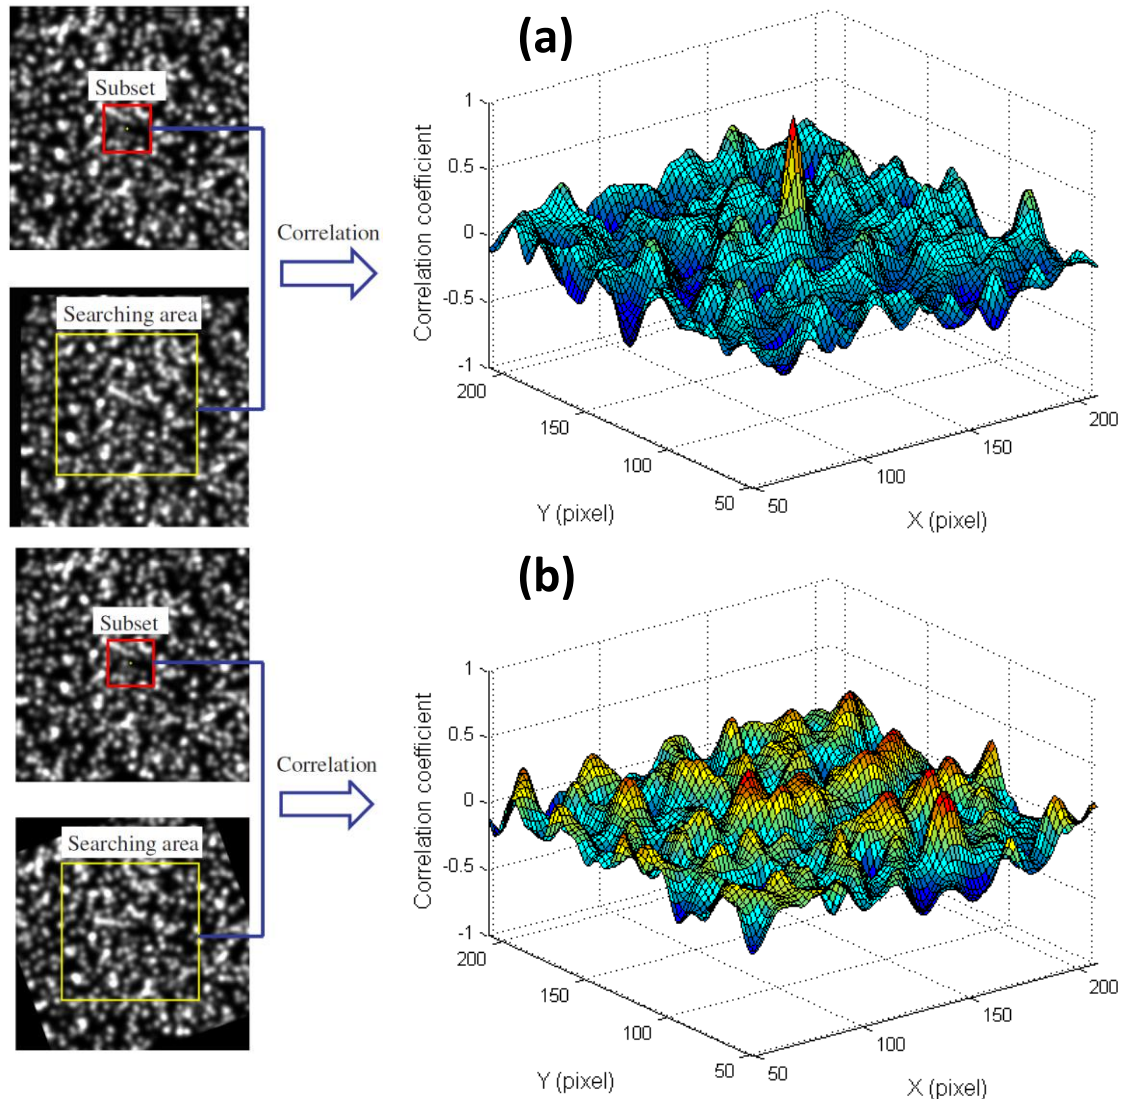 (a)
Subset
Correlation
Searching area
Correlation coefficient
1
0.5
0
-0.5
-1
200
150
100
50
Y (pixel)
50
100
150
200
X (pixel)
(b)
Subset
Correlation
Searching area
Correlation coefficient
1
0.5
0
-0.5
-1
200
150
100
50
Y (pixel)
50
100
150
200
X (pixel)